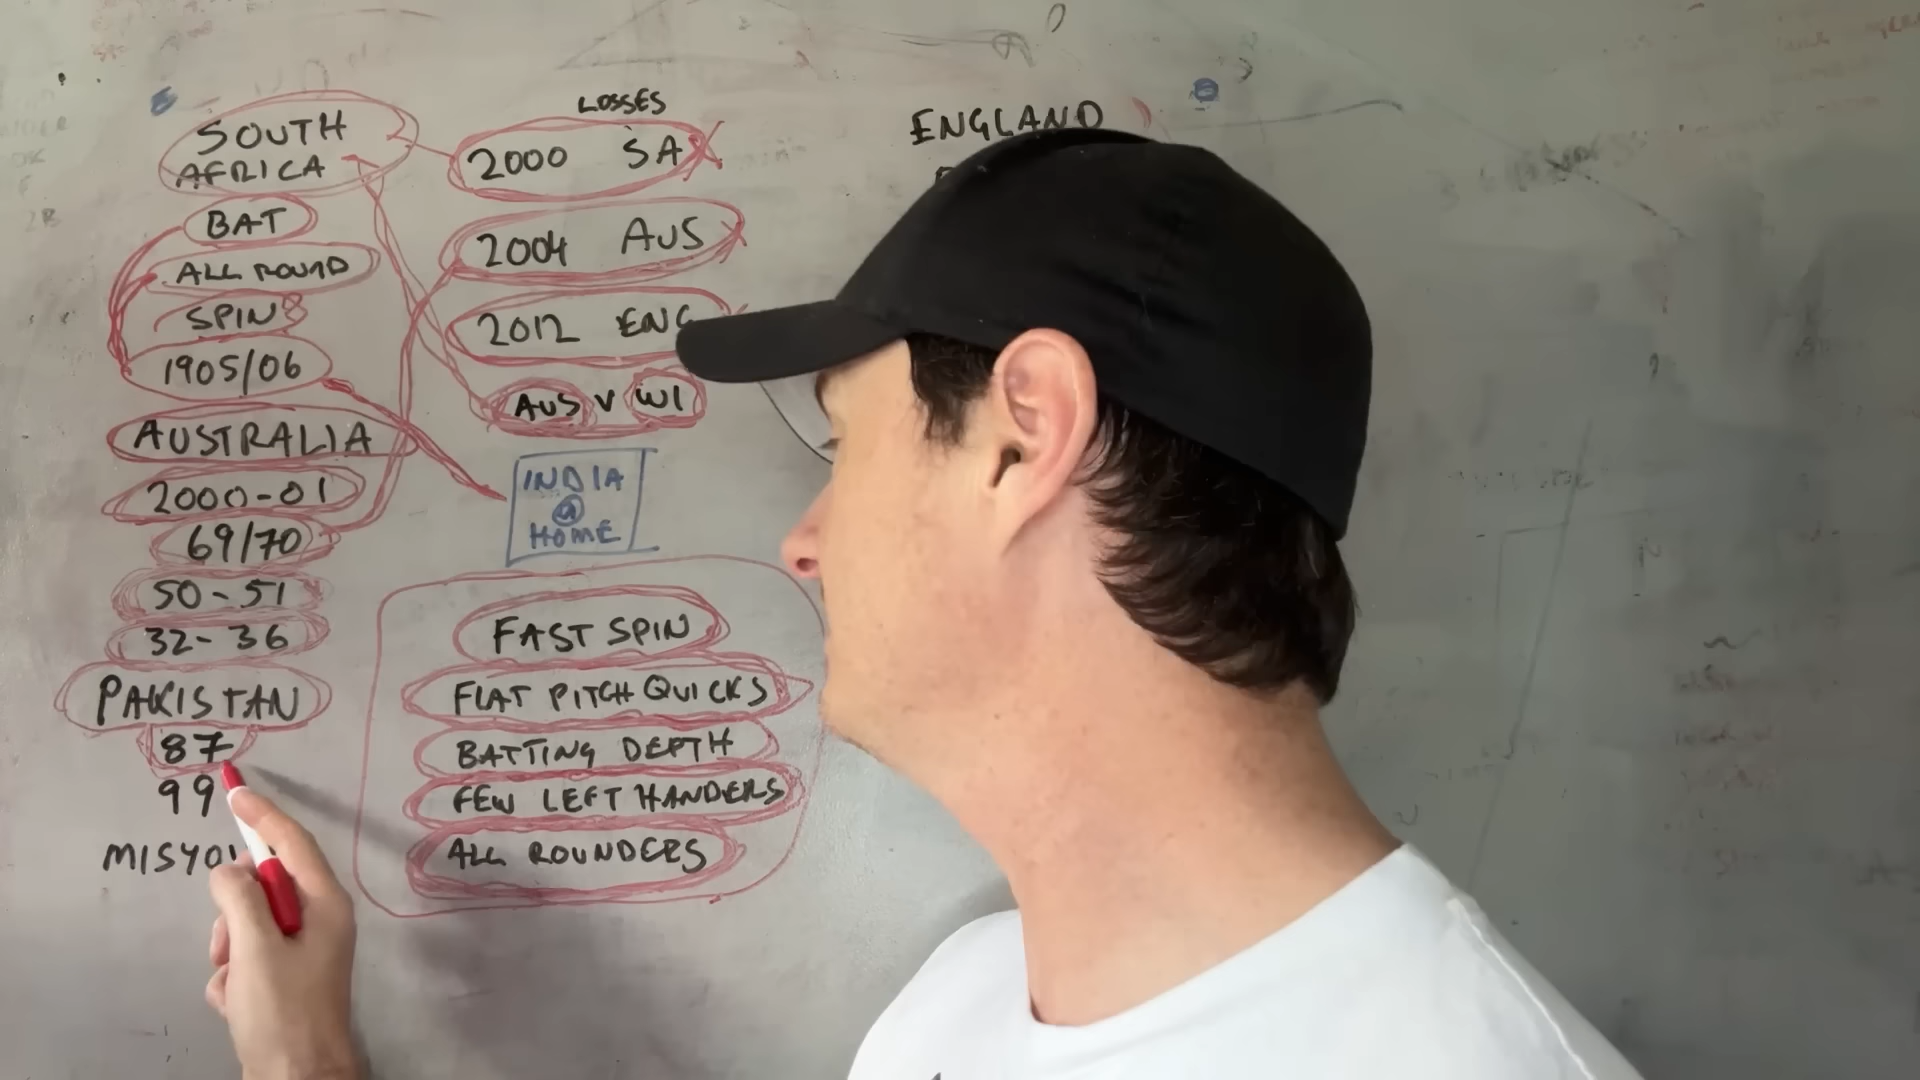 SOUTH
AFRICA
BAT
ALL ROUND
SPIN
1905/06
AUSTRALIA
2000-01
69/70
50-51
32-36
PAKISTAN
87
99
LOSSES
2000 SA
2004 AUS
2012 ENG
AUS V WI
INDIA
@
HOME
FAST SPIN
FLAT PITCH QUICKS
BATTING DEPTH
FEW LEFT HANDERS
ALL ROUNDERS
ENGLAND